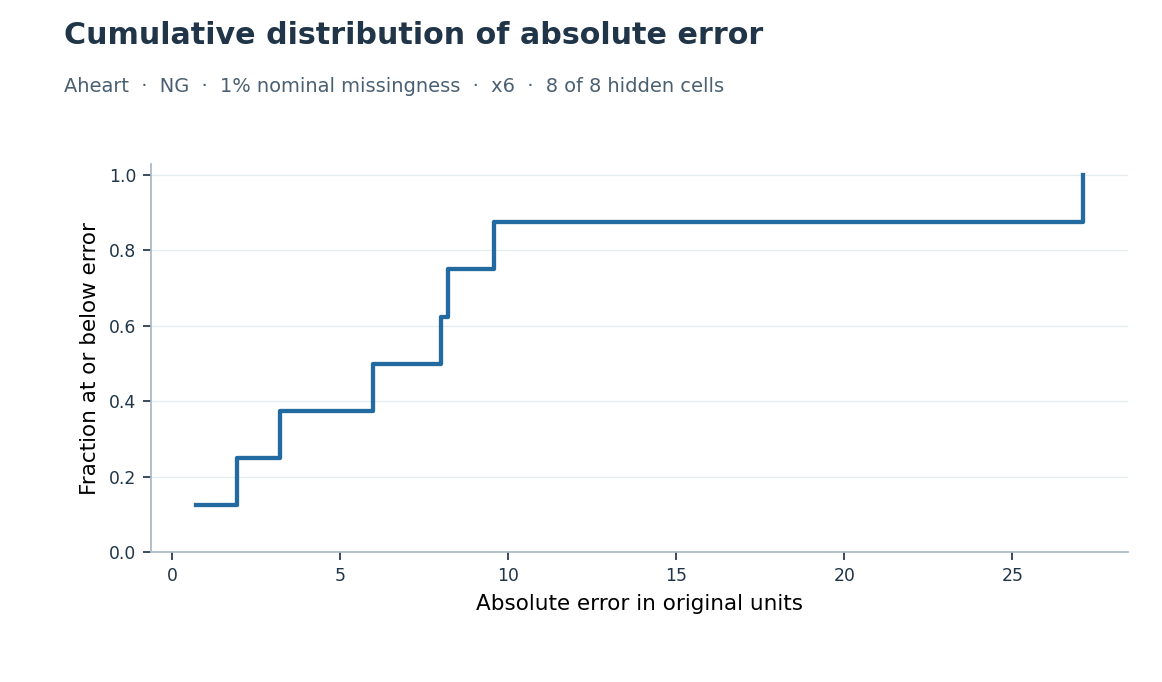 Cumulative distribution of absolute error
Aheart · NG · 1% nominal missingness · x6 · 8 of 8 hidden cells
Fraction at or below error
1.0
0.8
0.6
0.4
0.2
0.0
0 5 10 15 20 25
Absolute error in original units